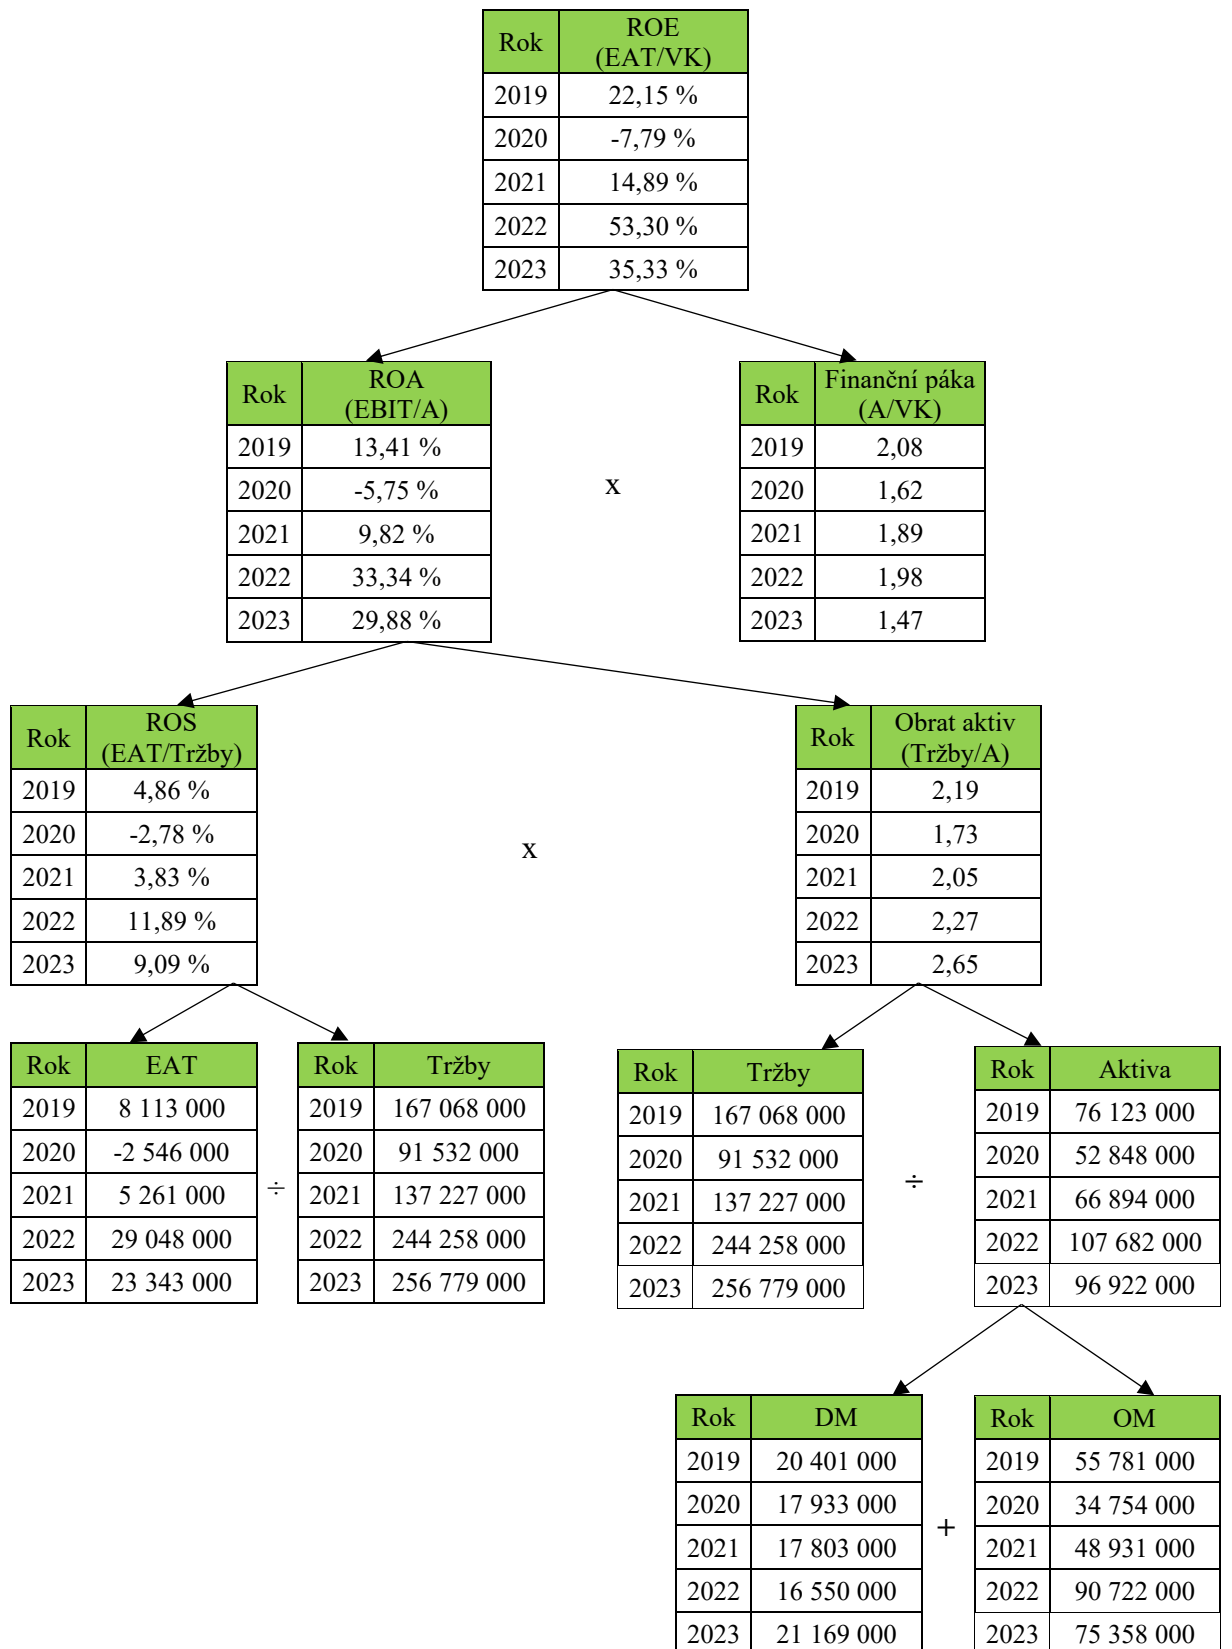 Rok ROE
(EAT/VK)
2019 22,15 %
2020 -7,79 %
2021 14,89 %
2022 53,30 %
2023 35,33 %
Rok ROA
(EBIT/A)
2019 13,41 %
2020 -5,75 %
2021 9,82 %
2022 33,34 %
2023 29,88 %
x
Rok Finanční páka
(A/VK)
2019 2,08
2020 1,62
2021 1,89
2022 1,98
2023 1,47
Rok ROS
(EAT/Tržby)
2019 4,86 %
2020 -2,78 %
2021 3,83 %
2022 11,89 %
2023 9,09 %
x
Rok Obrat aktiv
(Tržby/A)
2019 2,19
2020 1,73
2021 2,05
2022 2,27
2023 2,65
Rok EAT
2019 8 113 000
2020 -2 546 000
2021 5 261 000
2022 29 048 000
2023 23 343 000
÷
Rok Tržby
2019 167 068 000
2020 91 532 000
2021 137 227 000
2022 244 258 000
2023 256 779 000
Rok Tržby
2019 167 068 000
2020 91 532 000
2021 137 227 000
2022 244 258 000
2023 256 779 000
÷
Rok Aktiva
2019 76 123 000
2020 52 848 000
2021 66 894 000
2022 107 682 000
2023 96 922 000
Rok DM
2019 20 401 000
2020 17 933 000
2021 17 803 000
2022 16 550 000
2023 21 169 000
+
Rok OM
2019 55 781 000
2020 34 754 000
2021 48 931 000
2022 90 722 000
2023 75 358 000